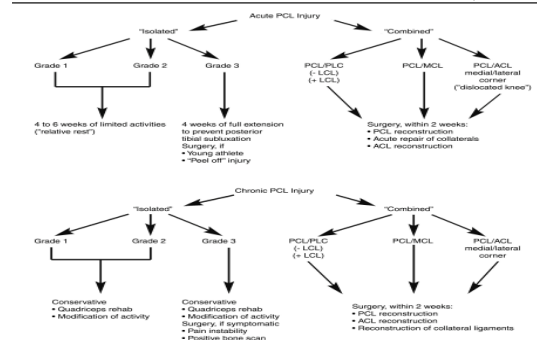 Acute PCL Injury
"Isolated"
"Combined"
Grade 1
Grade 2
Grade 3
PCL/PLC
(- LCL)
(+ LCL)
PCL/MCL
PCL/ACL
medial/lateral
corner
("dislocated knee")
4 to 6 weeks of limited activities
("relative rest")
4 weeks of full extension
to prevent posterior
tibial subluxation
Surgery, if
• Young athlete
• "Peel off" injury
Surgery, within 2 weeks:
• PCL reconstruction
• Acute repair of collaterals
• ACL reconstruction
Chronic PCL Injury
"Isolated"
"Combined"
Grade 1
Grade 2
Grade 3
PCL/PLC
(- LCL)
(+ LCL)
PCL/MCL
PCL/ACL
medial/lateral
corner
Conservative
• Quadriceps rehab
• Modification of activity
Conservative
• Quadriceps rehab
• Modification of activity
Surgery, if symptomatic
• Pain instability
• Positive bone scan
Surgery, within 2 weeks:
• PCL reconstruction
• ACL reconstruction
• Reconstruction of collateral ligaments